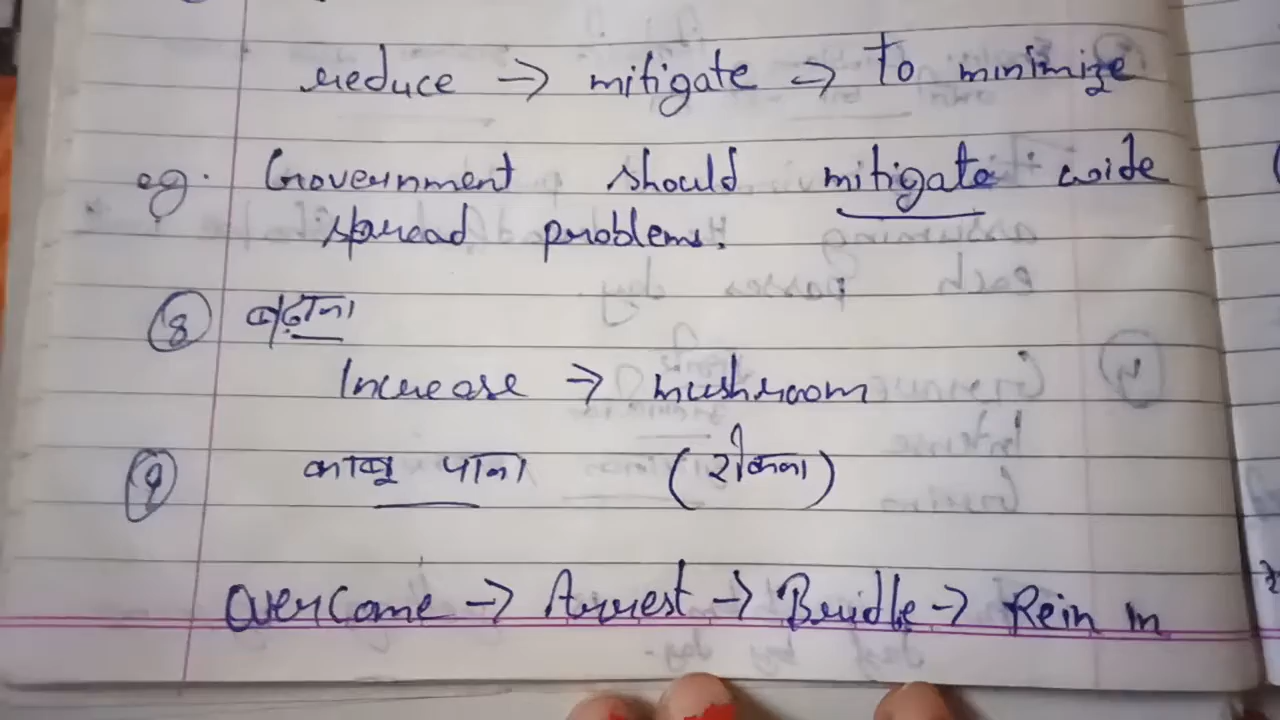 reduce → mitigate → To minimize
eg. Government should mitigate wide
spread problems.
8 बढ़ना
Increase → mushroom
9 काबू पाना (रोकना)
Overcome → Arrest → Bridle → Rein in